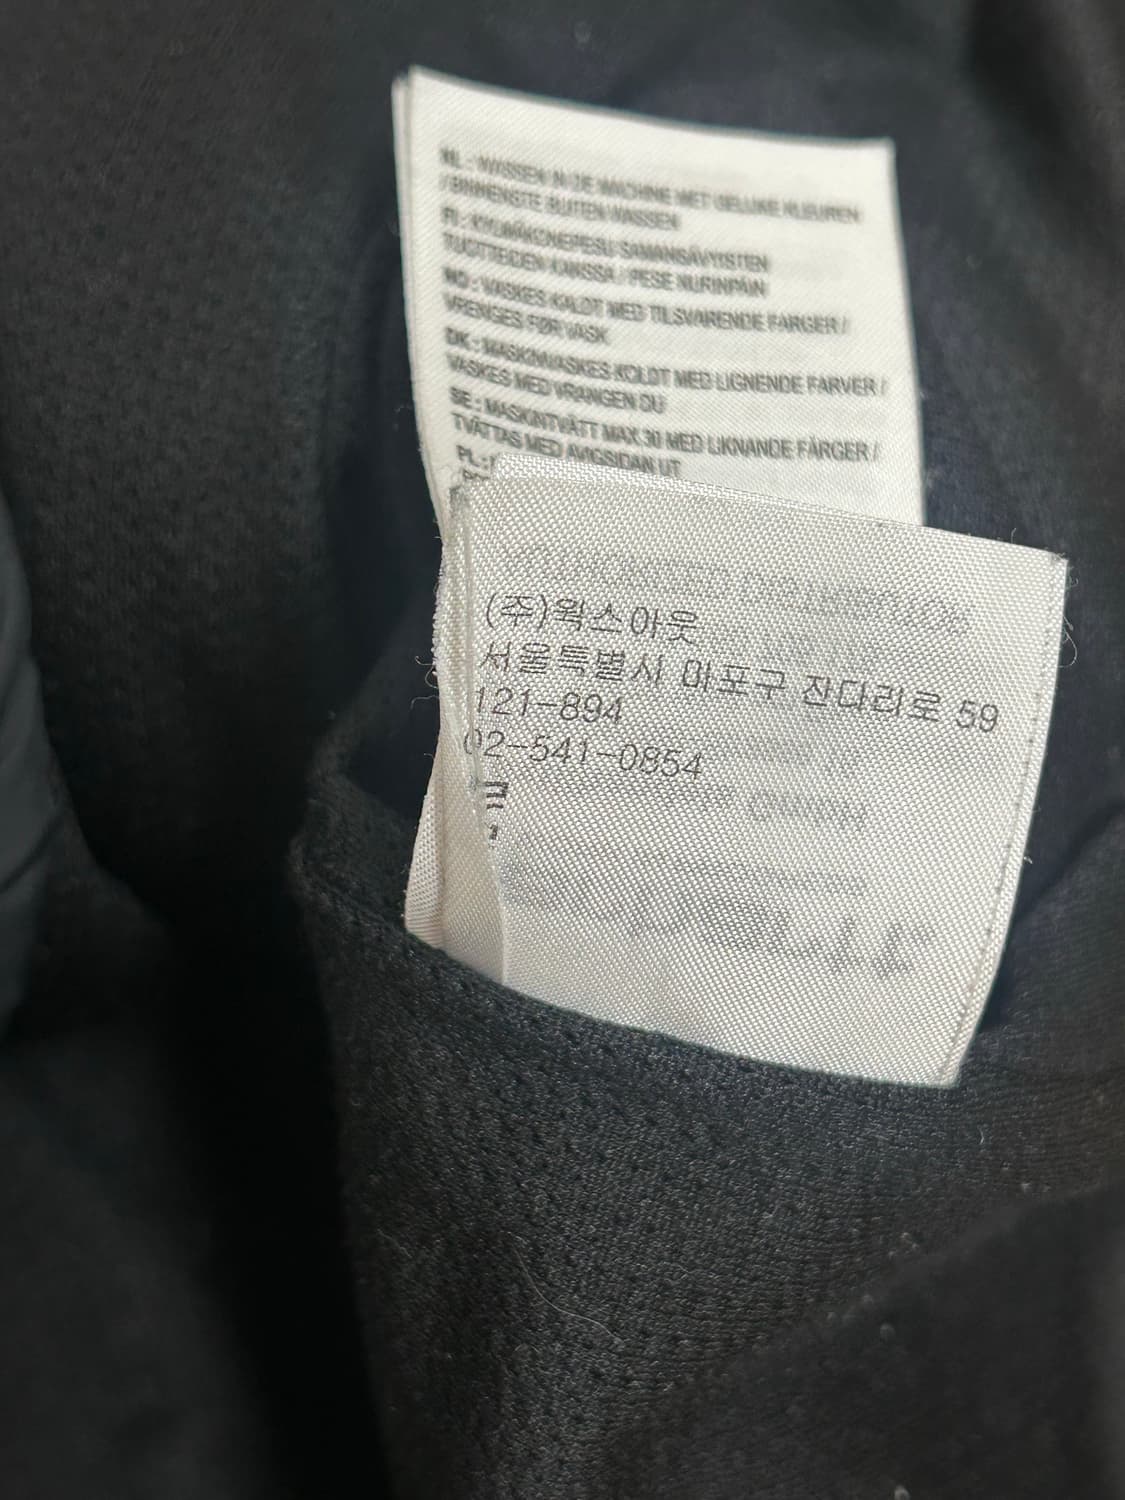 NL : WASSEN IN DE MACHINE MET GELIJKE KLEUREN
/ BINNENSTE BUITEN WASSEN
FI : KYLMÄKONEPESU SAMANSÄVYISTEN
TUOTTEIDEN KANSSA / PESE NURINPÄIN
NO : VASKES KALDT MED TILSVARENDE FARGER /
VRENGES FØR VASK
DK : MASKINVASKES KOLDT MED LIGNENDE FARVER /
VASKES MED VRANGEN UD
SE : MASKINTVÄTT MAX 30 MED LIKNANDE FÄRGER /
TVÄTTAS MED AVIGSIDAN UT
PL :
(주)웍스아웃
서울특별시 마포구 잔다리로 59
121-894
02-541-0854